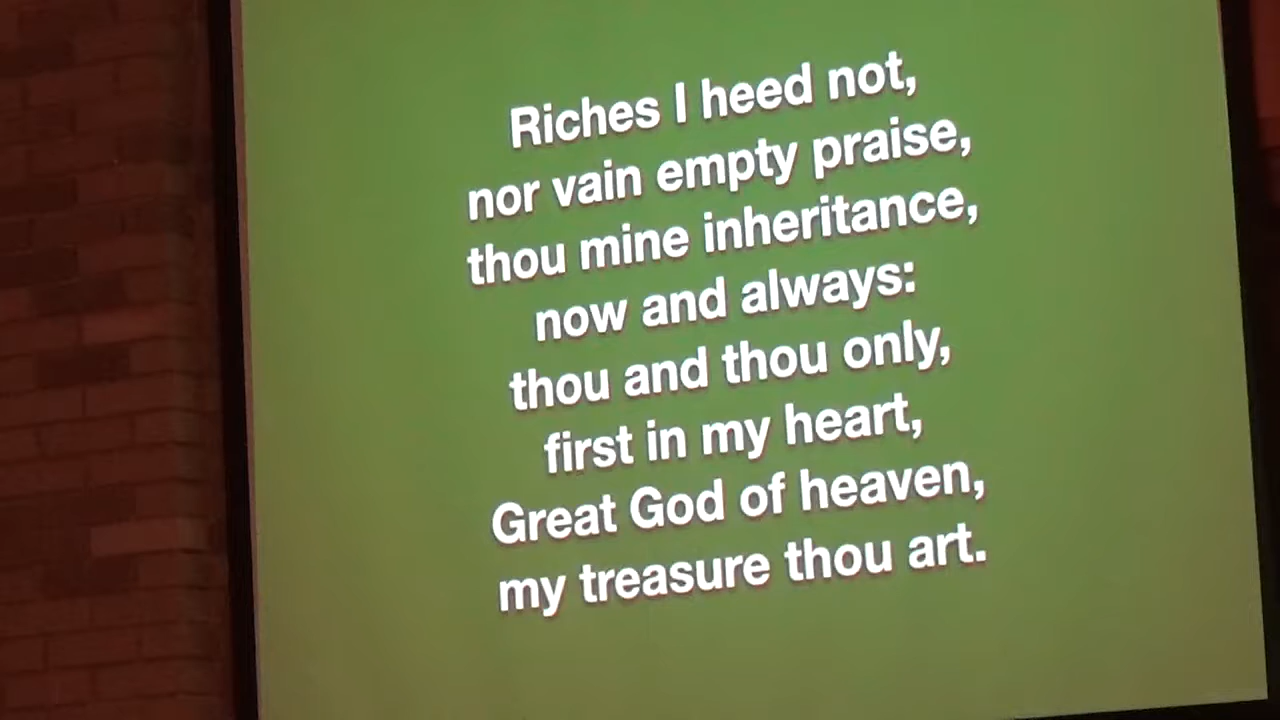 Riches I heed not,
nor vain empty praise,
thou mine inheritance,
now and always:
thou and thou only,
first in my heart,
Great God of heaven,
my treasure thou art.